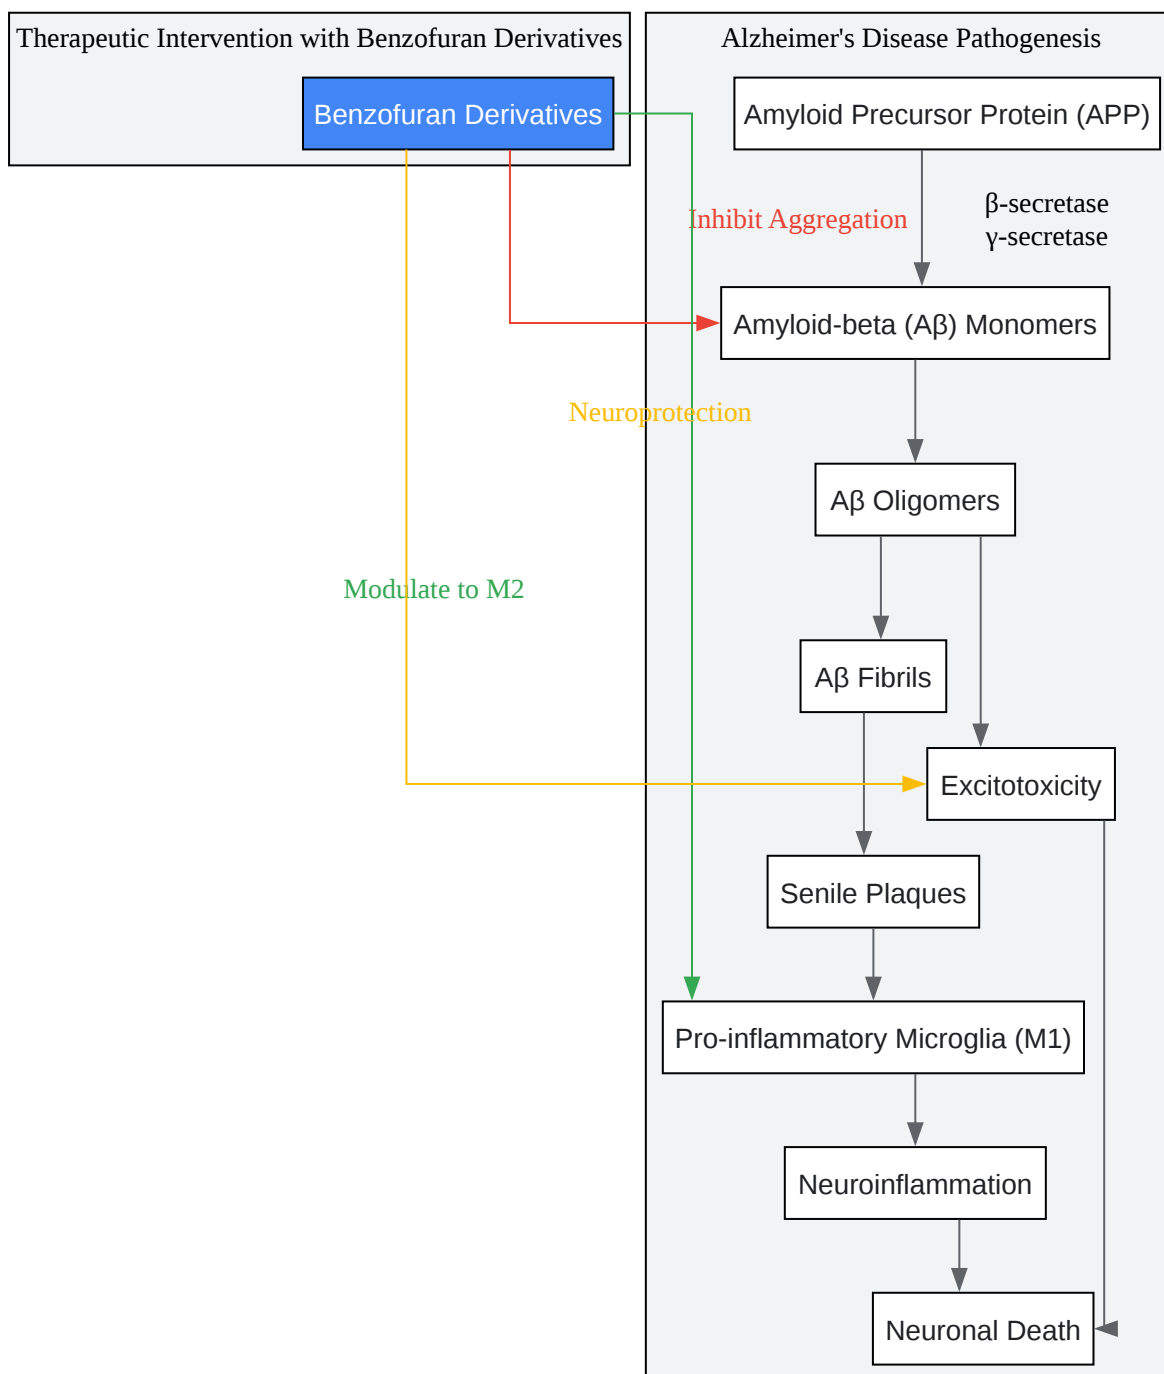 Therapeutic Intervention with Benzofuran Derivatives
Benzofuran Derivatives
Alzheimer's Disease Pathogenesis
Amyloid Precursor Protein (APP)
β-secretase
γ-secretase
Inhibit Aggregation
Amyloid-beta (Aβ) Monomers
Neuroprotection
Aβ Oligomers
Modulate to M2
Aβ Fibrils
Excitotoxicity
Senile Plaques
Pro-inflammatory Microglia (M1)
Neuroinflammation
Neuronal Death